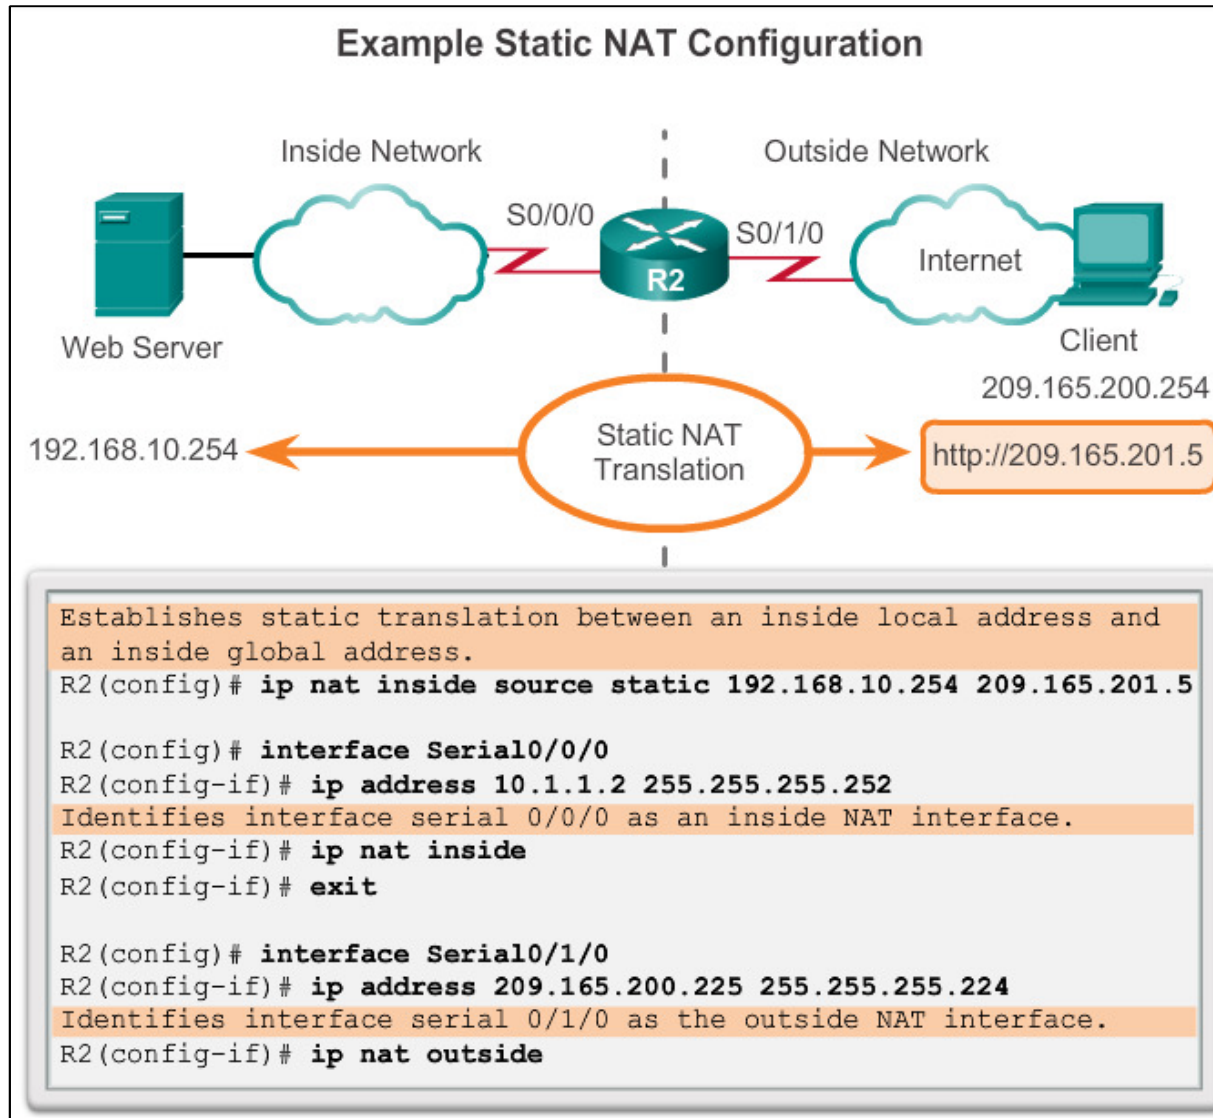 Example Static NAT Configuration
Inside Network
Outside Network
S0/0/0
S0/1/0
R2
Internet
Web Server
Client
209.165.200.254
192.168.10.254
Static NAT
Translation
http://209.165.201.5
Establishes static translation between an inside local address and
an inside global address.
R2(config)# ip nat inside source static 192.168.10.254 209.165.201.5
R2(config)# interface Serial0/0/0
R2(config-if)# ip address 10.1.1.2 255.255.255.252
Identifies interface serial 0/0/0 as an inside NAT interface.
R2(config-if)# ip nat inside
R2(config-if)# exit
R2(config)# interface Serial0/1/0
R2(config-if)# ip address 209.165.200.225 255.255.255.224
Identifies interface serial 0/1/0 as the outside NAT interface.
R2(config-if)# ip nat outside